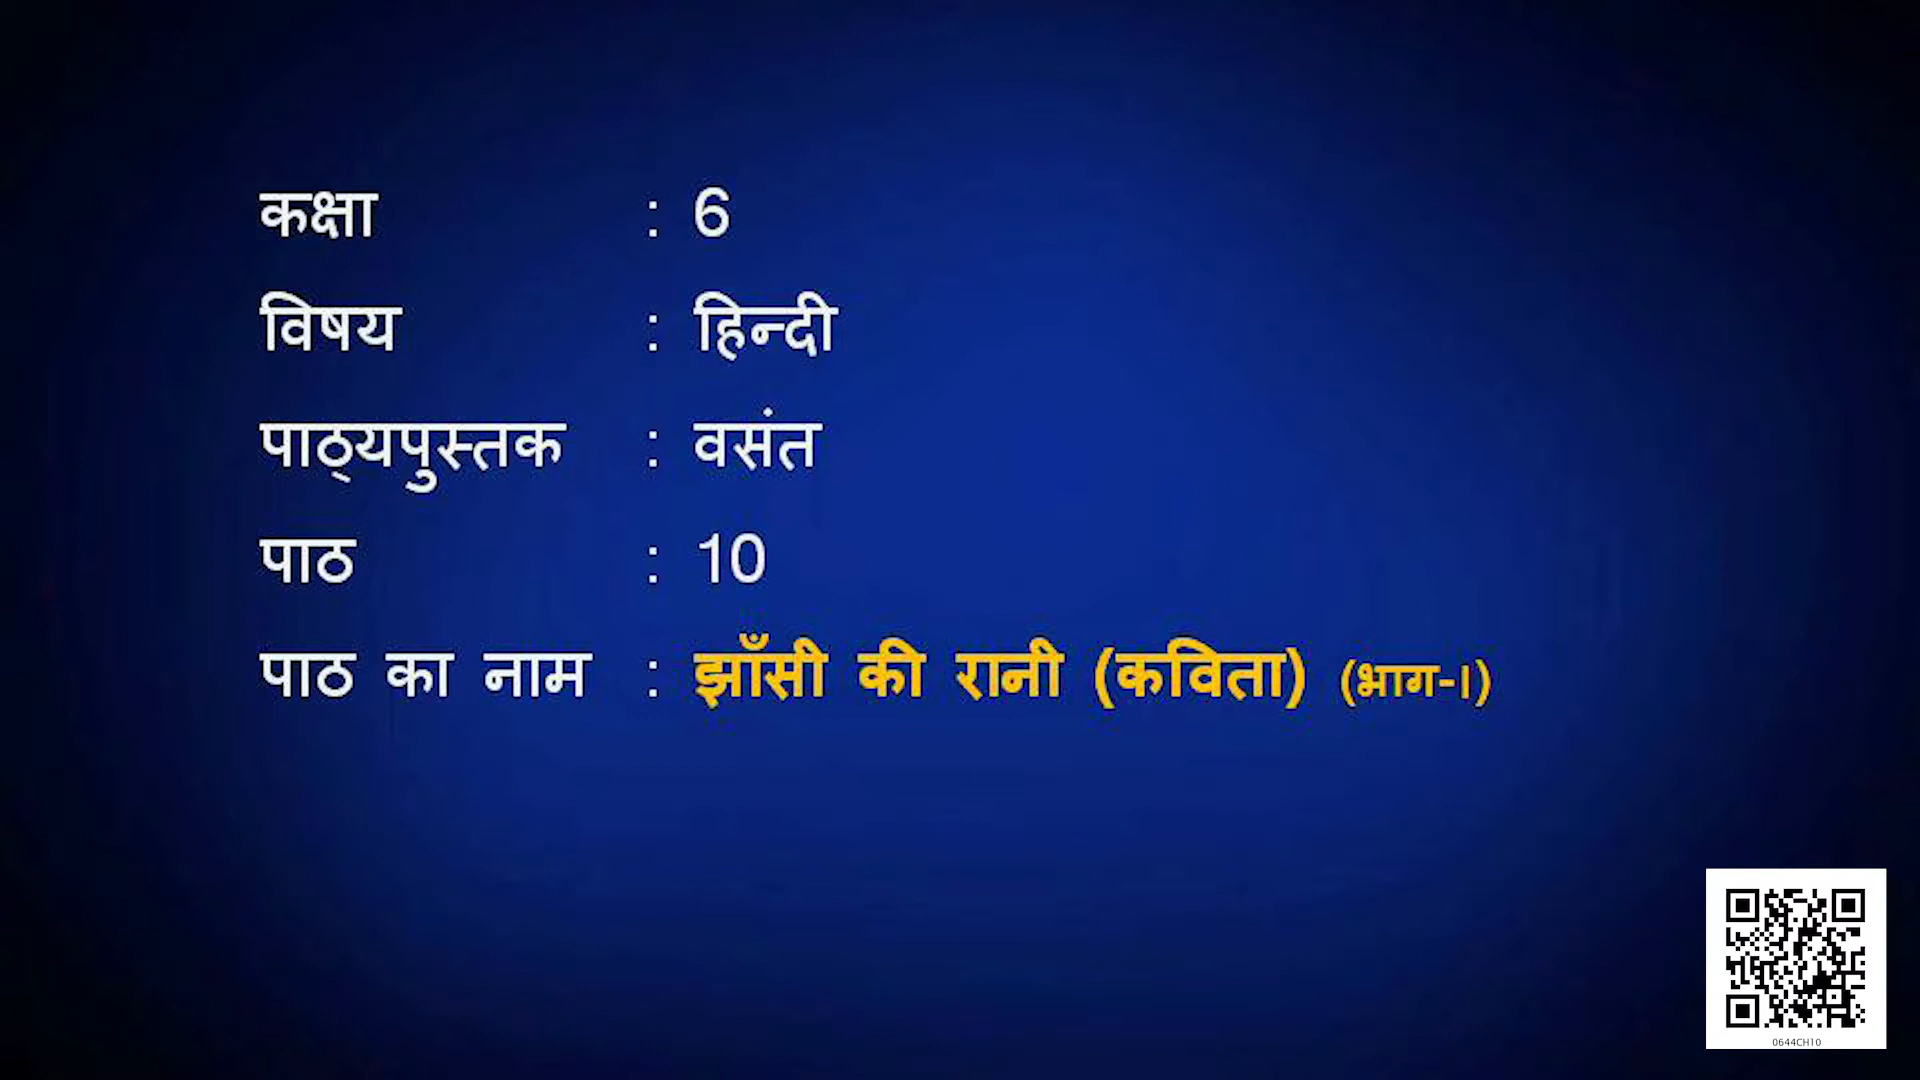 कक्षा : 6
विषय : हिन्दी
पाठ्यपुस्तक : वसंत
पाठ : 10
पाठ का नाम : झाँसी की रानी (कविता) (भाग-।)
0644CH10